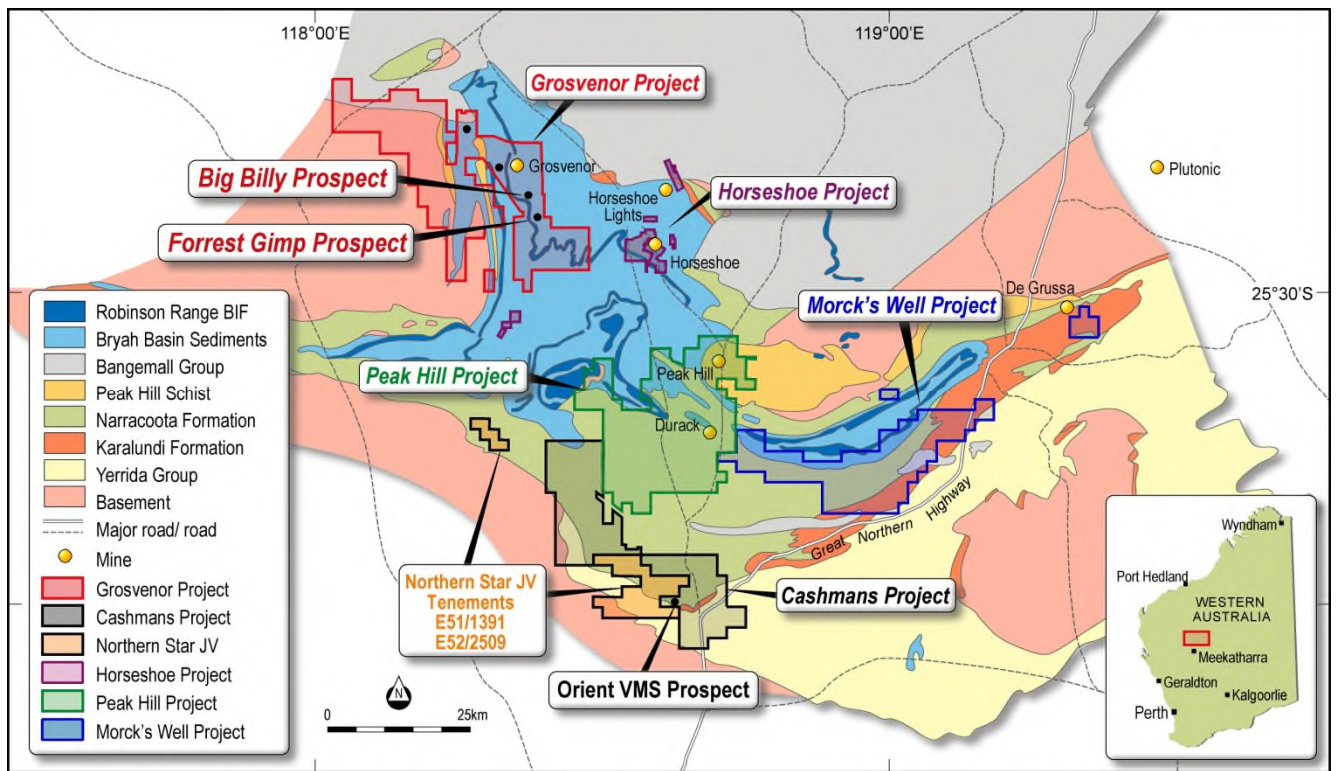 118°00'E
119°00'E
Grosvenor Project
Grosvenor
Plutonic
Big Billy Prospect
Horseshoe
Lights
Horseshoe Project
Forrest Gimp Prospect
Horseshoe
De Grussa
25°30'S
Morck's Well Project
Peak Hill
Peak Hill Project
Durack
Great Northern Highway
Northern Star JV
Tenements
E51/1391
E52/2509
Cashmans Project
Orient VMS Prospect
N
0 25km
Robinson Range BIF
Bryah Basin Sediments
Bangemall Group
Peak Hill Schist
Narracoota Formation
Karalundi Formation
Yerrida Group
Basement
Major road/ road
Mine
Grosvenor Project
Cashmans Project
Northern Star JV
Horseshoe Project
Peak Hill Project
Morck's Well Project
Wyndham
Port Hedland
WESTERN
AUSTRALIA
Meekatharra
Geraldton
Kalgoorlie
Perth